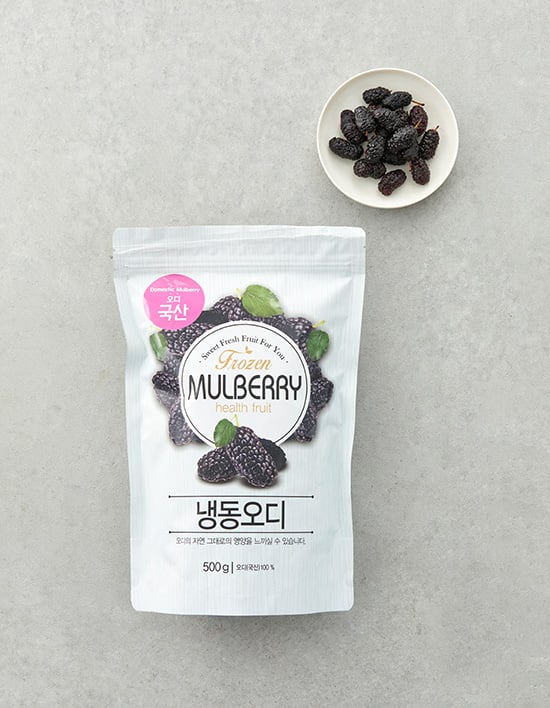 Domestic Mulberry
오디
국산
· Sweet Fresh Fruit For You ·
Frozen
MULBERRY
health fruit
냉동오디
오디의 자연 그대로의 영양을 느끼실 수 있습니다.
500g | 오디(국산)100 %